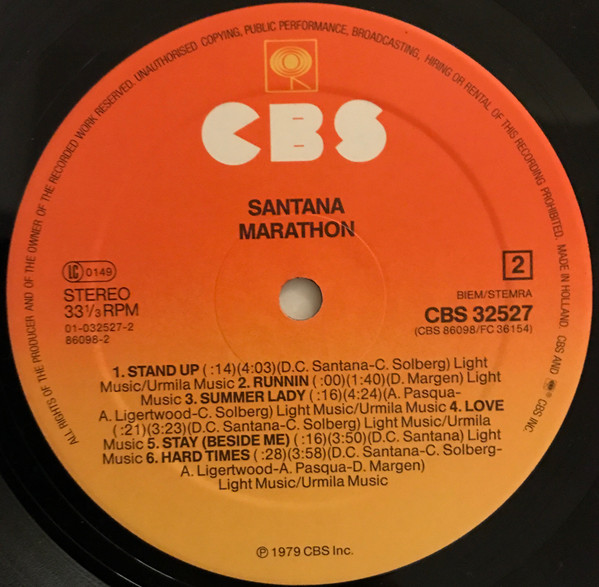 ALL RIGHTS OF THE PRODUCER AND OF THE OWNER OF THE RECORDED WORK RESERVED. UNAUTHORISED COPYING, PUBLIC PERFORMANCE, BROADCASTING, HIRING OR RENTAL OF THIS RECORDING PROHIBITED. MADE IN HOLLAND. CBS AND CBS INC.
CBS
SANTANA
MARATHON
LC 0149
2
STEREO
BIEM/STEMRA
33 1/3 RPM
CBS 32527
01-032527-2
(CBS 86098/FC 36154)
86098-2
1. STAND UP ( :14)(4:03)(D.C. Santana-C. Solberg) Light
Music/Urmila Music 2. RUNNIN ( :00)(1:40)(D. Margen) Light
Music 3. SUMMER LADY ( :16)(4:24)(A. Pasqua-
A. Ligertwood-C. Solberg) Light Music/Urmila Music 4. LOVE
( :21)(3:23)(D.C. Santana-C. Solberg) Light Music/Urmila
Music 5. STAY (BESIDE ME) ( :16)(3:50)(D.C. Santana) Light
Music 6. HARD TIMES ( :28)(3:58)(D.C. Santana-C. Solberg-
A. Ligertwood-A. Pasqua-D. Margen)
Light Music/Urmila Music
℗ 1979 CBS Inc.